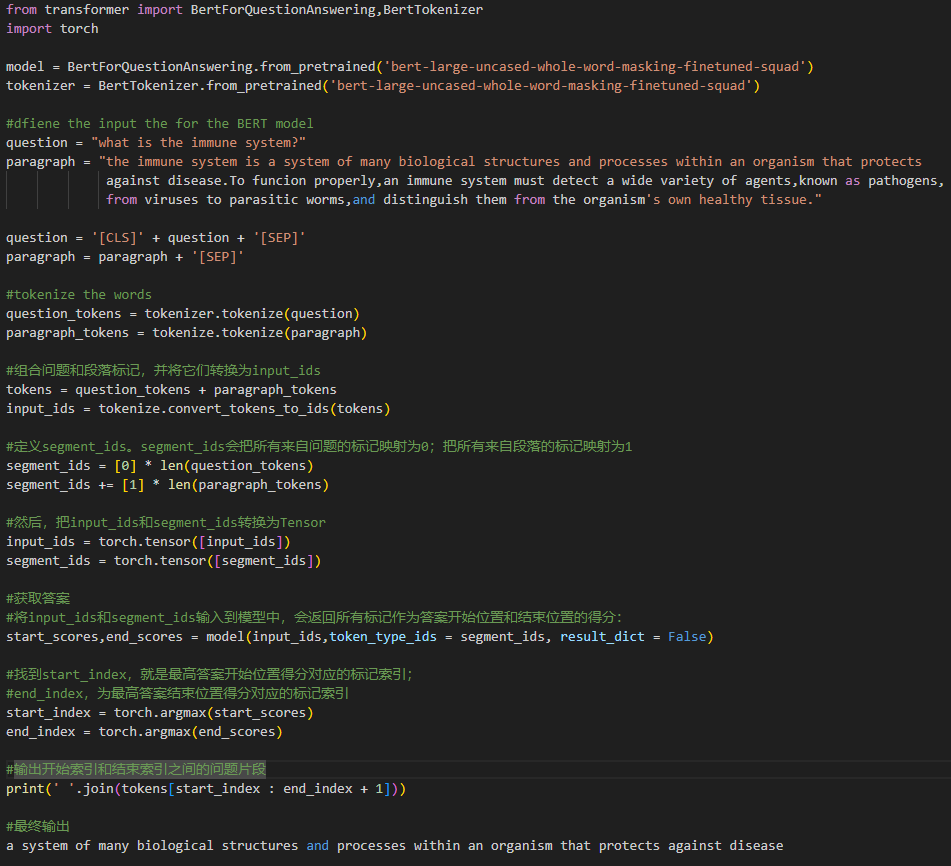 from transformer import BertForQuestionAnswering,BertTokenizer
import torch
model = BertForQuestionAnswering.from_pretrained('bert-large-uncased-whole-word-masking-finetuned-squad')
tokenizer = BertTokenizer.from_pretrained('bert-large-uncased-whole-word-masking-finetuned-squad')
#dfiene the input the for the BERT model
question = "what is the immune system?"
paragraph = "the immune system is a system of many biological structures and processes within an organism that protects
against disease.To funcion properly,an immune system must detect a wide variety of agents,known as pathogens,
from viruses to parasitic worms,and distinguish them from the organism's own healthy tissue."
question = '[CLS]' + question + '[SEP]'
paragraph = paragraph + '[SEP]'
#tokenize the words
question_tokens = tokenizer.tokenize(question)
paragraph_tokens = tokenize.tokenize(paragraph)
#组合问题和段落标记，并将它们转换为input_ids
tokens = question_tokens + paragraph_tokens
input_ids = tokenize.convert_tokens_to_ids(tokens)
#定义segment_ids。segment_ids会把所有来自问题的标记映射为0；把所有来自段落的标记映射为1
segment_ids = [0] * len(question_tokens)
segment_ids += [1] * len(paragraph_tokens)
#然后，把input_ids和segment_ids转换为Tensor
input_ids = torch.tensor([input_ids])
segment_ids = torch.tensor([segment_ids])
#获取答案
#将input_ids和segment_ids输入到模型中，会返回所有标记作为答案开始位置和结束位置的得分：
start_scores,end_scores = model(input_ids,token_type_ids = segment_ids, result_dict = False)
#找到start_index，就是最高答案开始位置得分对应的标记索引；
#end_index，为最高答案结束位置得分对应的标记索引
start_index = torch.argmax(start_scores)
end_index = torch.argmax(end_scores)
#输出开始索引和结束索引之间的问题片段
print(' '.join(tokens[start_index : end_index + 1]))
#最终输出
a system of many biological structures and processes within an organism that protects against disease